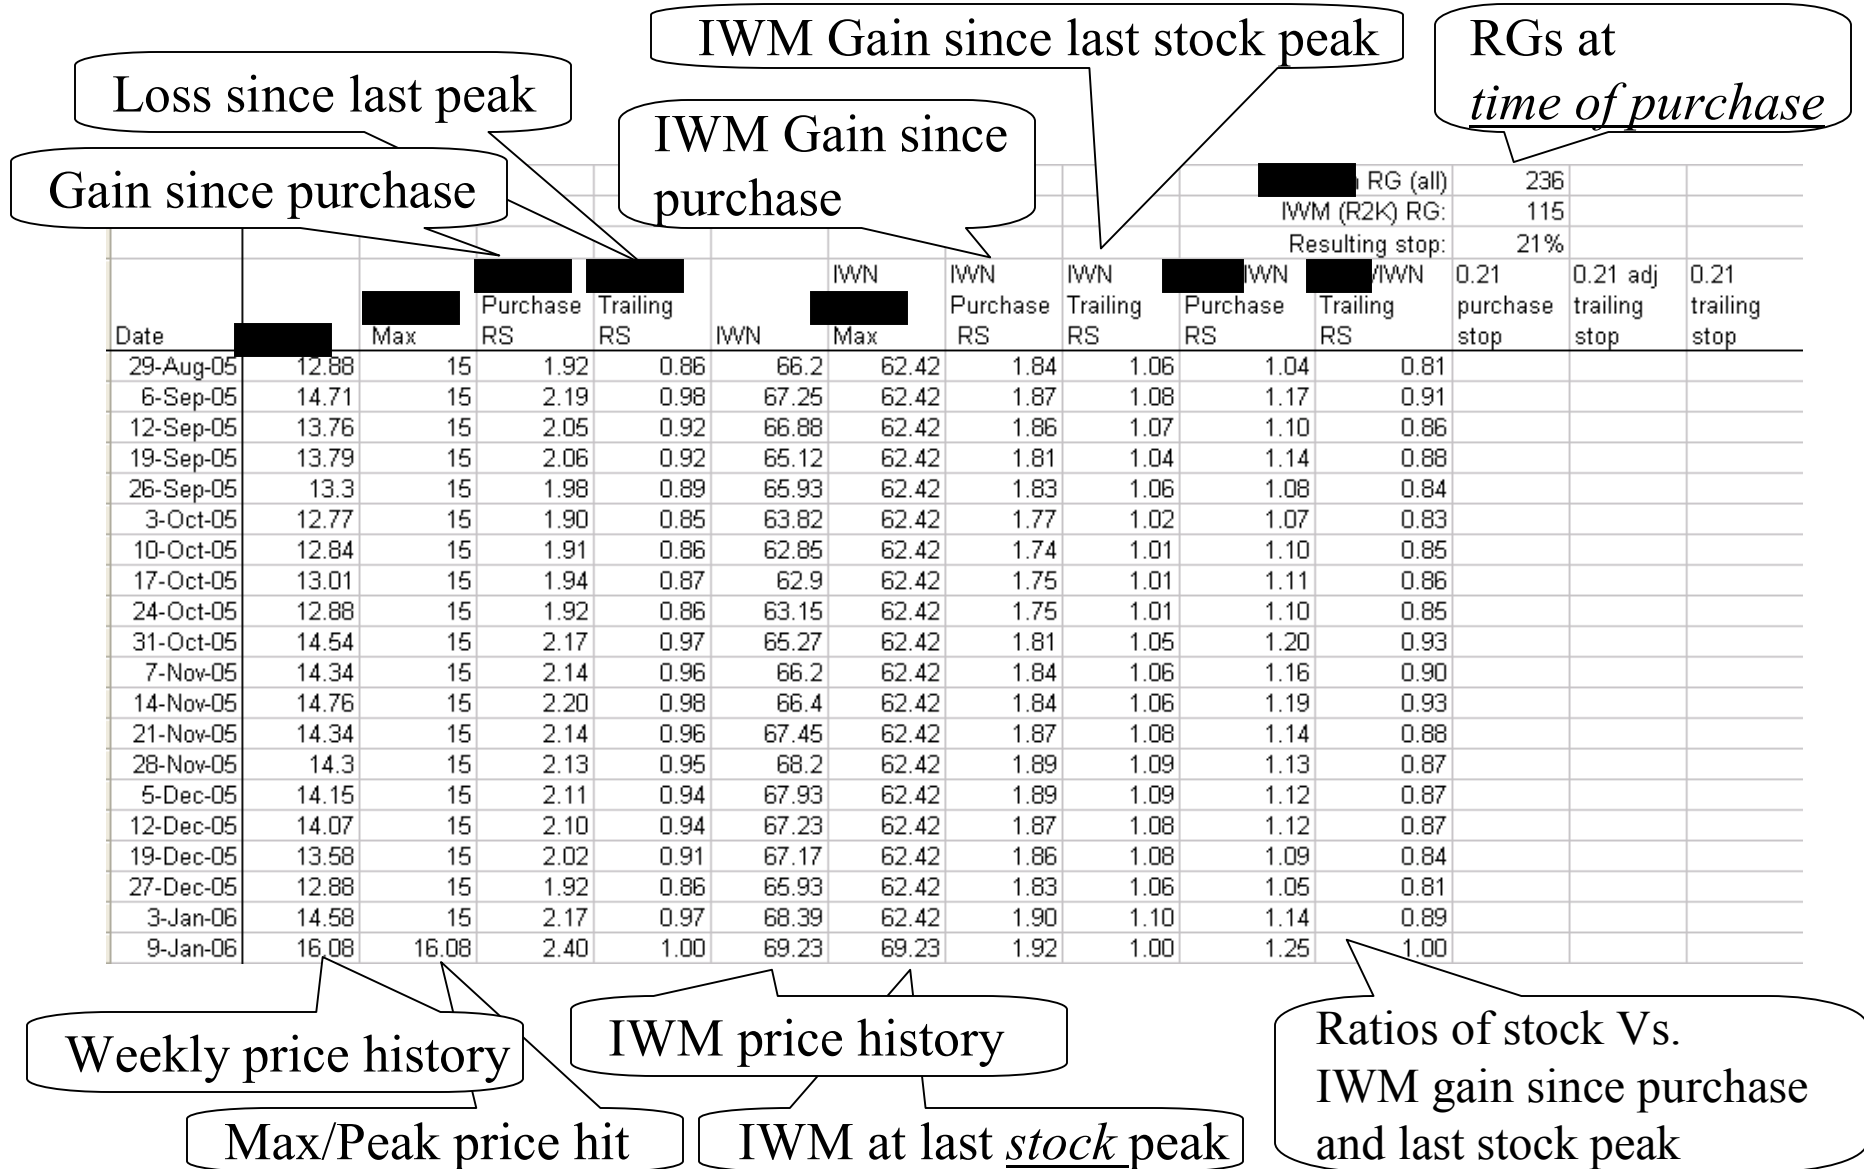 IWM Gain since last stock peak
RGs at
time of purchase
Loss since last peak
IWM Gain since
purchase
Gain since purchase
RG (all) 236
IWM (R2K) RG: 115
Resulting stop: 21%
IWN IWN IWN IWN /IWN 0.21 0.21 adj 0.21
Purchase Trailing Purchase Trailing Purchase Trailing purchase trailing trailing
Date Max RS RS IWN Max RS RS RS RS stop stop stop
29-Aug-05 12.88 15 1.92 0.86 66.2 62.42 1.84 1.06 1.04 0.81
6-Sep-05 14.71 15 2.19 0.98 67.25 62.42 1.87 1.08 1.17 0.91
12-Sep-05 13.76 15 2.05 0.92 66.88 62.42 1.86 1.07 1.10 0.86
19-Sep-05 13.79 15 2.06 0.92 65.12 62.42 1.81 1.04 1.14 0.88
26-Sep-05 13.3 15 1.98 0.89 65.93 62.42 1.83 1.06 1.08 0.84
3-Oct-05 12.77 15 1.90 0.85 63.82 62.42 1.77 1.02 1.07 0.83
10-Oct-05 12.84 15 1.91 0.86 62.85 62.42 1.74 1.01 1.10 0.85
17-Oct-05 13.01 15 1.94 0.87 62.9 62.42 1.75 1.01 1.11 0.86
24-Oct-05 12.88 15 1.92 0.86 63.15 62.42 1.75 1.01 1.10 0.85
31-Oct-05 14.54 15 2.17 0.97 65.27 62.42 1.81 1.05 1.20 0.93
7-Nov-05 14.34 15 2.14 0.96 66.2 62.42 1.84 1.06 1.16 0.90
14-Nov-05 14.76 15 2.20 0.98 66.4 62.42 1.84 1.06 1.19 0.93
21-Nov-05 14.34 15 2.14 0.96 67.45 62.42 1.87 1.08 1.14 0.88
28-Nov-05 14.3 15 2.13 0.95 68.2 62.42 1.89 1.09 1.13 0.87
5-Dec-05 14.15 15 2.11 0.94 67.93 62.42 1.89 1.09 1.12 0.87
12-Dec-05 14.07 15 2.10 0.94 67.23 62.42 1.87 1.08 1.12 0.87
19-Dec-05 13.58 15 2.02 0.91 67.17 62.42 1.86 1.08 1.09 0.84
27-Dec-05 12.88 15 1.92 0.86 65.93 62.42 1.83 1.06 1.05 0.81
3-Jan-06 14.58 15 2.17 0.97 68.39 62.42 1.90 1.10 1.14 0.89
9-Jan-06 16.08 16.08 2.40 1.00 69.23 69.23 1.92 1.00 1.25 1.00
Weekly price history
IWM price history
Ratios of stock Vs.
IWM gain since purchase
and last stock peak
Max/Peak price hit
IWM at last stock peak